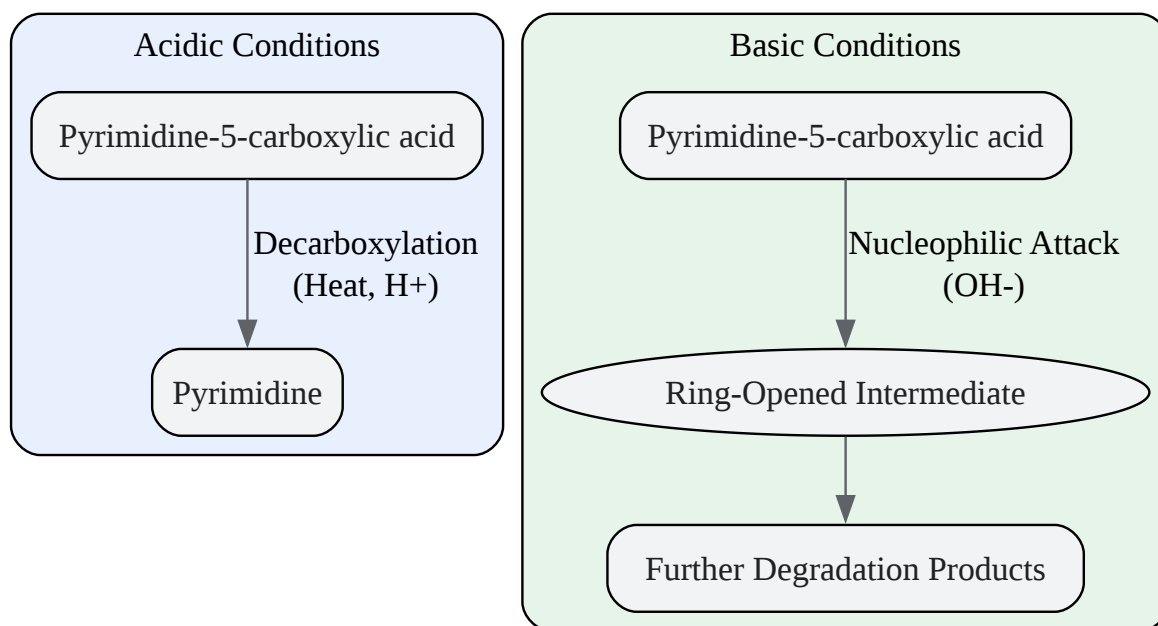 Acidic Conditions
Pyrimidine-5-carboxylic acid
Decarboxylation
(Heat, H+)
Pyrimidine
Basic Conditions
Pyrimidine-5-carboxylic acid
Nucleophilic Attack
(OH-)
Ring-Opened Intermediate
Further Degradation Products